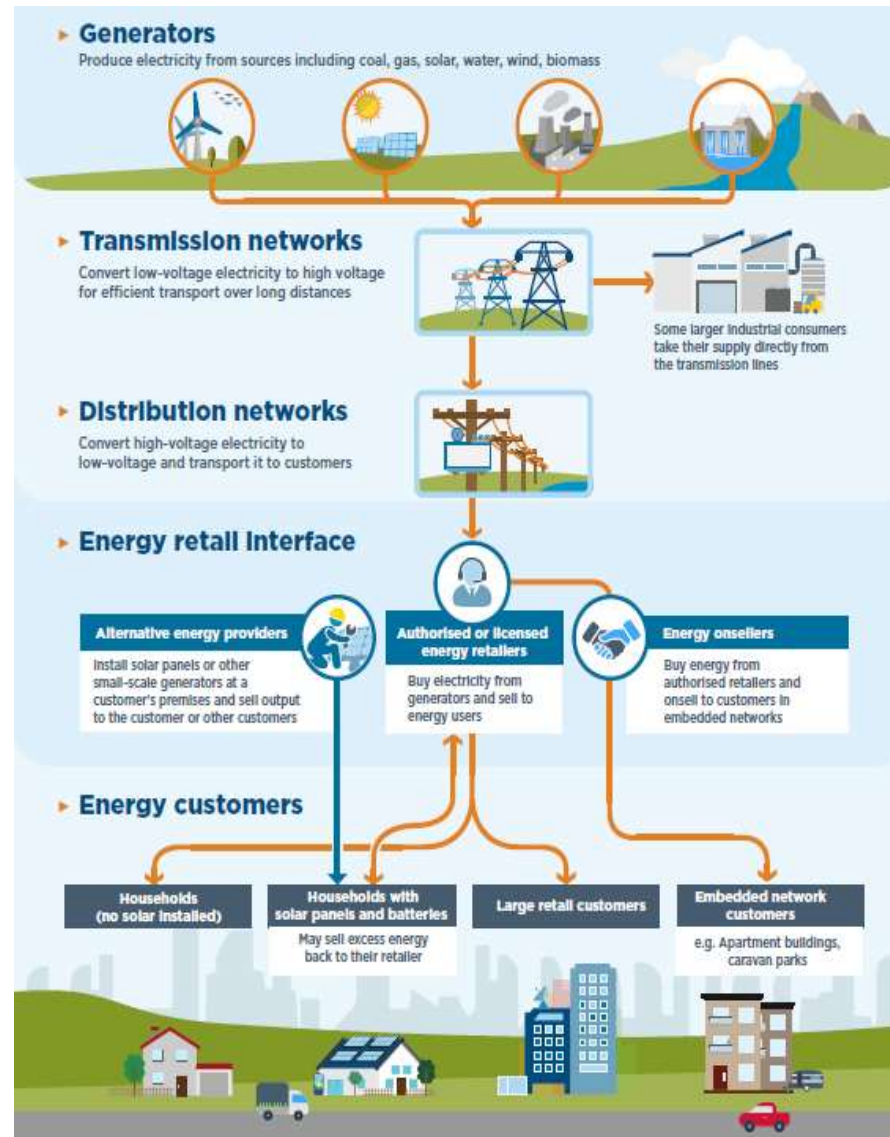 Generators
Produce electricity from sources including coal, gas, solar, water, wind, biomass
Transmission networks
Convert low-voltage electricity to high voltage
for efficient transport over long distances
Some larger industrial consumers
take their supply directly from
the transmission lines
Distribution networks
Convert high-voltage electricity to
low-voltage and transport it to customers
Energy retail interface
Alternative energy providers
Install solar panels or other
small-scale generators at a
customer's premises and sell output
to the customer or other customers
Authorised or licensed
energy retailers
Buy electricity from
generators and sell to
energy users
Energy onsellers
Buy energy from
authorised retailers and
onsell to customers in
embedded networks
Energy customers
Households
(no solar installed)
Households with
solar panels and batteries
May sell excess energy
back to their retailer
Large retail customers
Embedded network
customers
e.g. Apartment buildings,
caravan parks